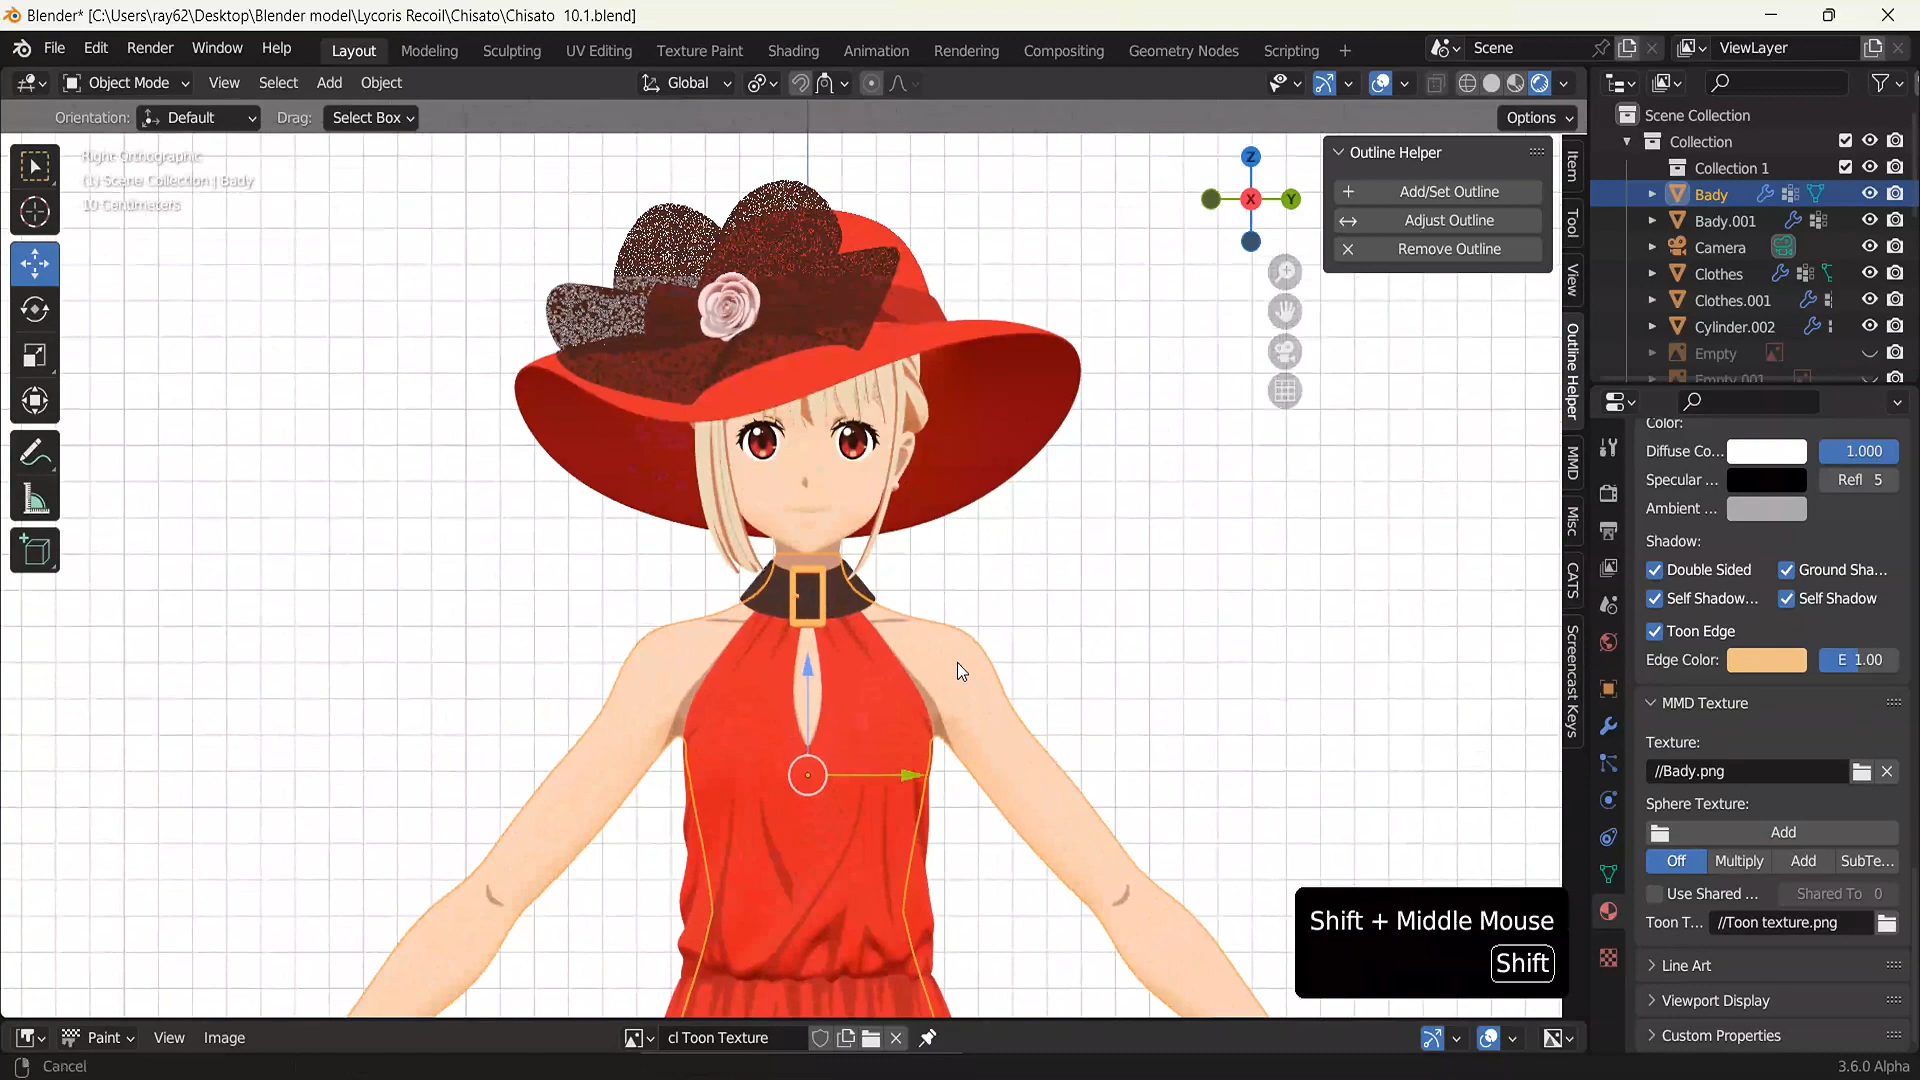 Blender* [C:\Users\ray62\Desktop\Blender model\Lycoris Recoil\Chisato\Chisato 10.1.blend]
File Edit Render Window Help Layout Modeling Sculpting UV Editing Texture Paint Shading Animation Rendering Compositing Geometry Nodes Scripting + Scene ViewLayer
Object Mode View Select Add Object Global
Orientation: Default Drag: Select Box Options
Right Orthographic
(1) Scene Collection | Bady
10 Centimeters
Z
X
Y
Outline Helper
Add/Set Outline
Adjust Outline
Remove Outline
Item
Tool
View
Outline Helper
MMD
Misc
CATS
Screencast Keys
Scene Collection
Collection
Collection 1
Bady
Bady.001
Camera
Clothes
Clothes.001
Cylinder.002
Empty
Empty.001
Color:
Diffuse Co... 1.000
Specular ... Refl 5
Ambient ...
Shadow:
Double Sided Ground Sha...
Self Shadow... Self Shadow
Toon Edge
Edge Color: E 1.00
MMD Texture
Texture:
//Bady.png
Sphere Texture:
Add
Off Multiply Add SubTe...
Use Shared ... Shared To 0
Toon T... //Toon texture.png
Line Art
Viewport Display
Custom Properties
Shift + Middle Mouse
Shift
Paint View Image cl Toon Texture
Cancel 3.6.0 Alpha